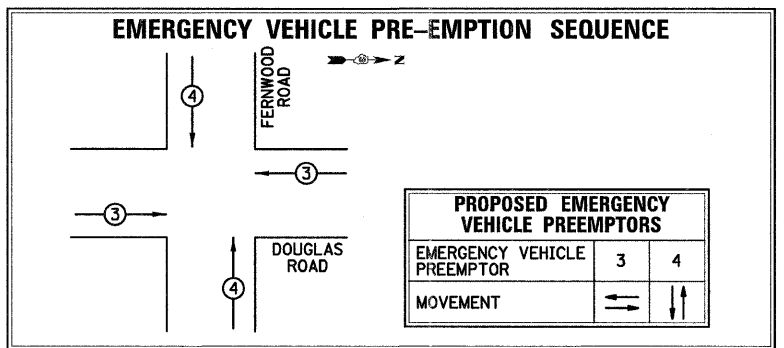 EMERGENCY VEHICLE PRE-EMPTION SEQUENCE
N
4
FERNWOOD
ROAD
3
3
DOUGLAS
ROAD
4
PROPOSED EMERGENCY
VEHICLE PREEMPTORS
EMERGENCY VEHICLE
PREEMPTOR
3
4
MOVEMENT